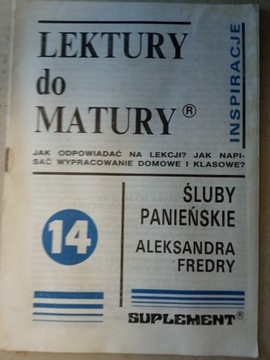 LEKTURY
do
MATURY®
INSPIRACJE
JAK ODPOWIADAĆ NA LEKCJI? JAK NAPI-
SAĆ WYPRACOWANIE DOMOWE I KLASOWE?
14
ŚLUBY
PANIEŃSKIE
ALEKSANDRA
FREDRY
SUPLEMENT®